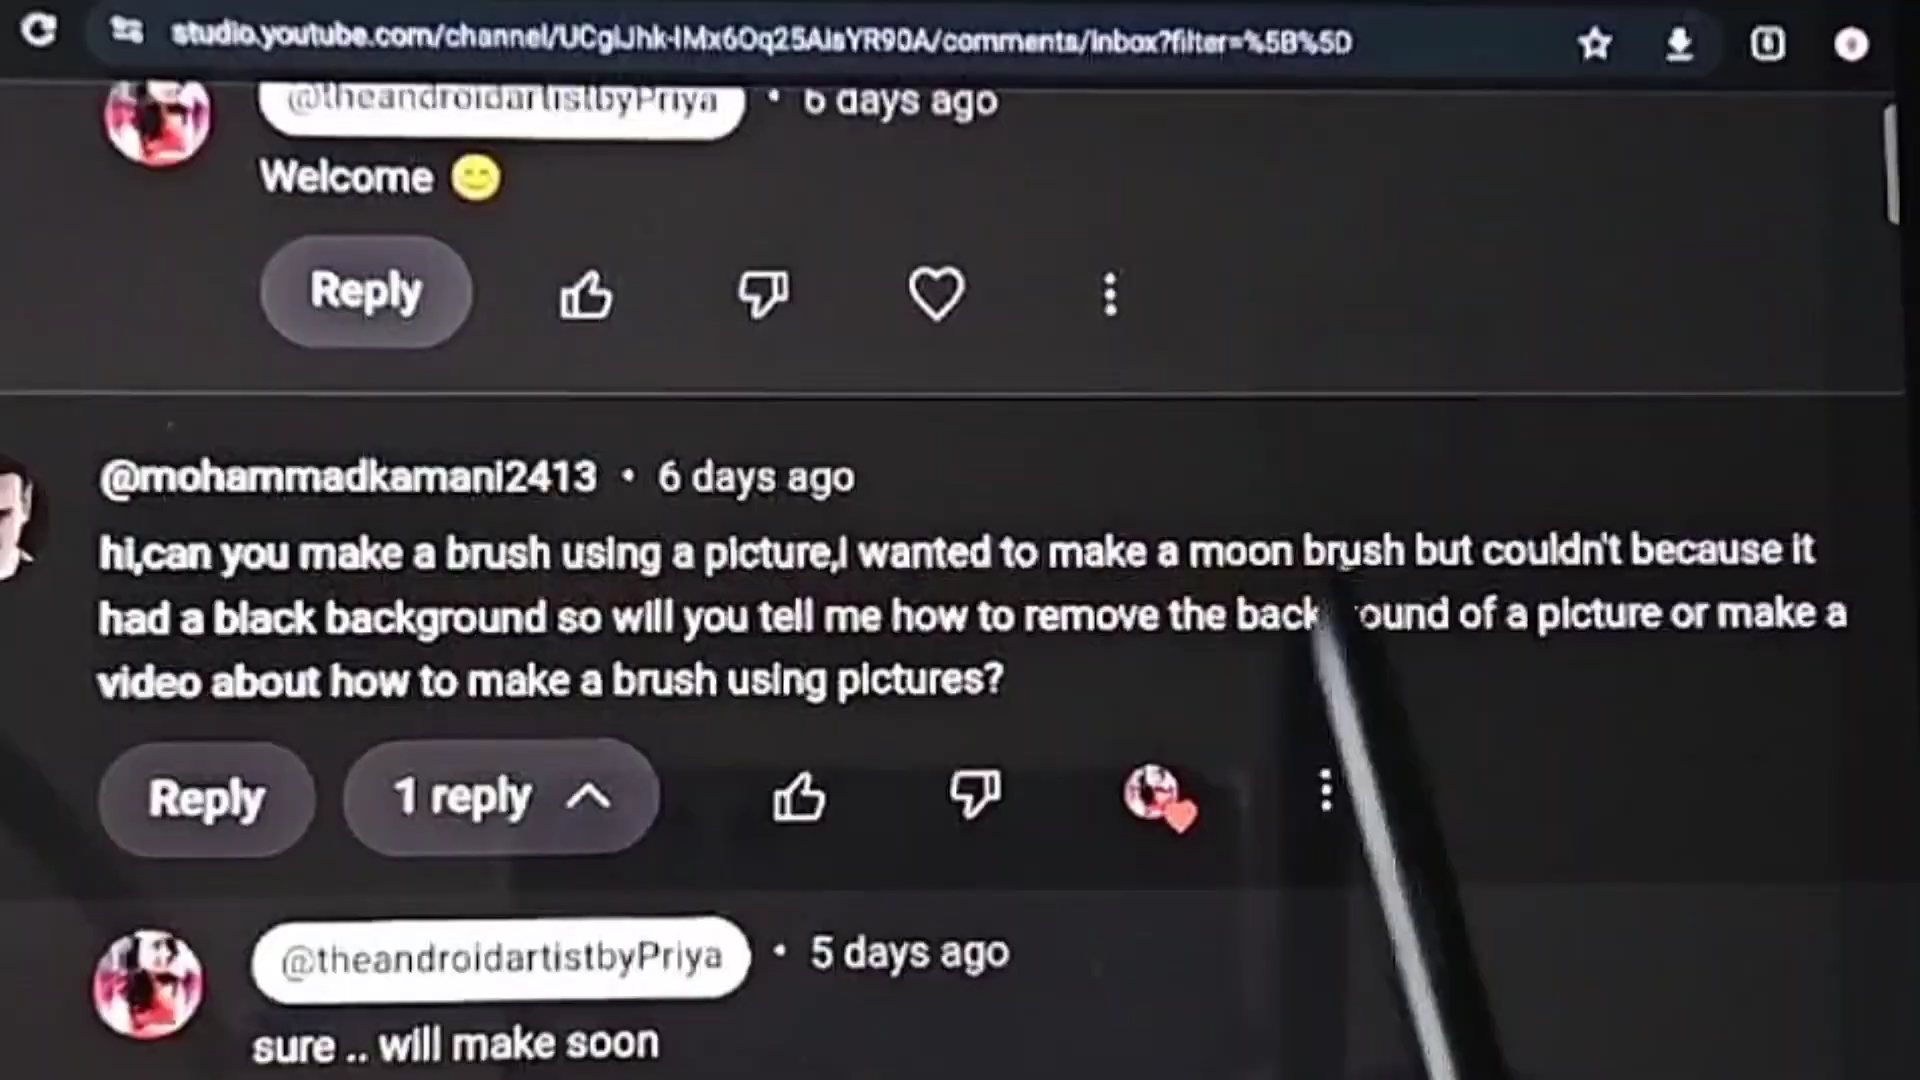 studio.youtube.com/channel/UCgIJhk-IMx6Oq25AlsYR90A/comments/inbox?filter=%5B%5D
@theandroidartistbyPriya • 6 days ago
Welcome 😊
Reply
@mohammadkamani2413 • 6 days ago
hi,can you make a brush using a picture,I wanted to make a moon brush but couldn't because it
had a black background so will you tell me how to remove the back ound of a picture or make a
video about how to make a brush using pictures?
Reply 1 reply
@theandroidartistbyPriya • 5 days ago
sure .. will make soon